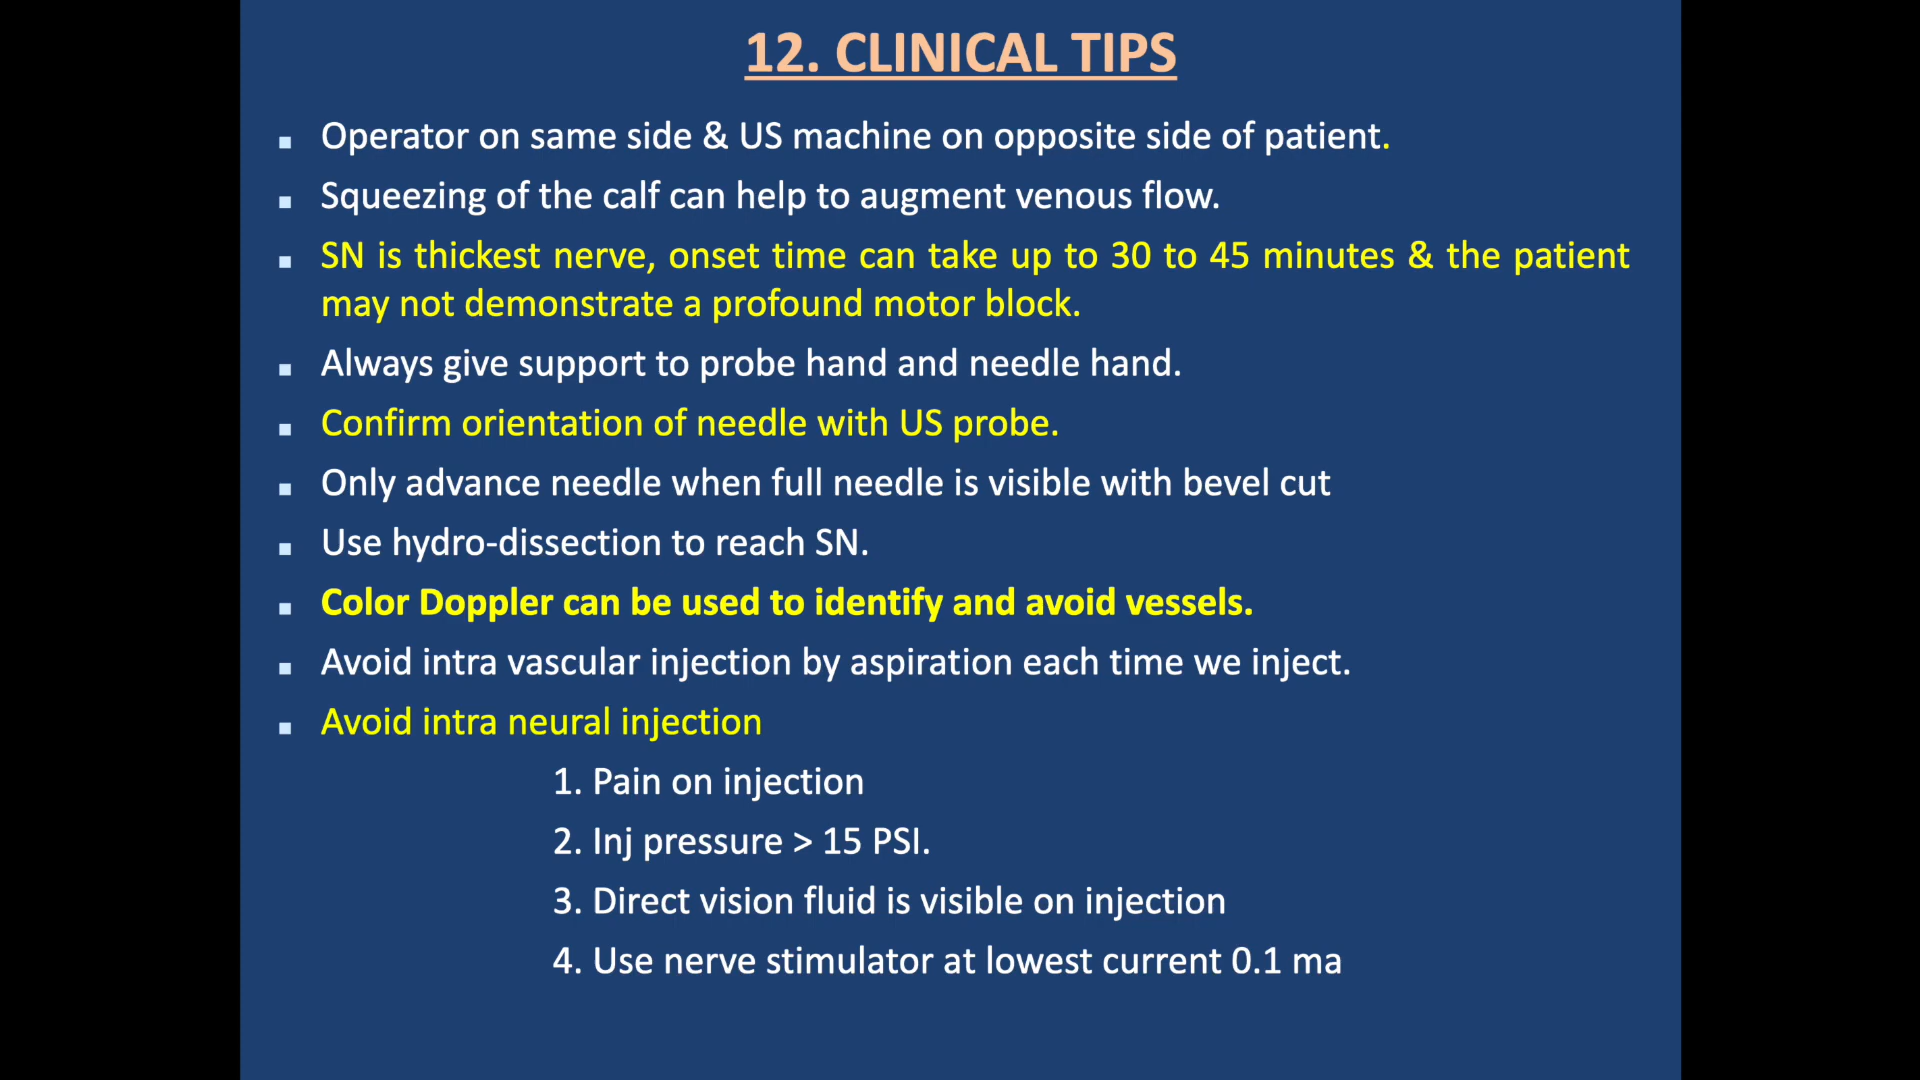 12. CLINICAL TIPS
▪ Operator on same side & US machine on opposite side of patient.
▪ Squeezing of the calf can help to augment venous flow.
▪ SN is thickest nerve, onset time can take up to 30 to 45 minutes & the patient
may not demonstrate a profound motor block.
▪ Always give support to probe hand and needle hand.
▪ Confirm orientation of needle with US probe.
▪ Only advance needle when full needle is visible with bevel cut
▪ Use hydro-dissection to reach SN.
▪ Color Doppler can be used to identify and avoid vessels.
▪ Avoid intra vascular injection by aspiration each time we inject.
▪ Avoid intra neural injection
1. Pain on injection
2. Inj pressure > 15 PSI.
3. Direct vision fluid is visible on injection
4. Use nerve stimulator at lowest current 0.1 ma